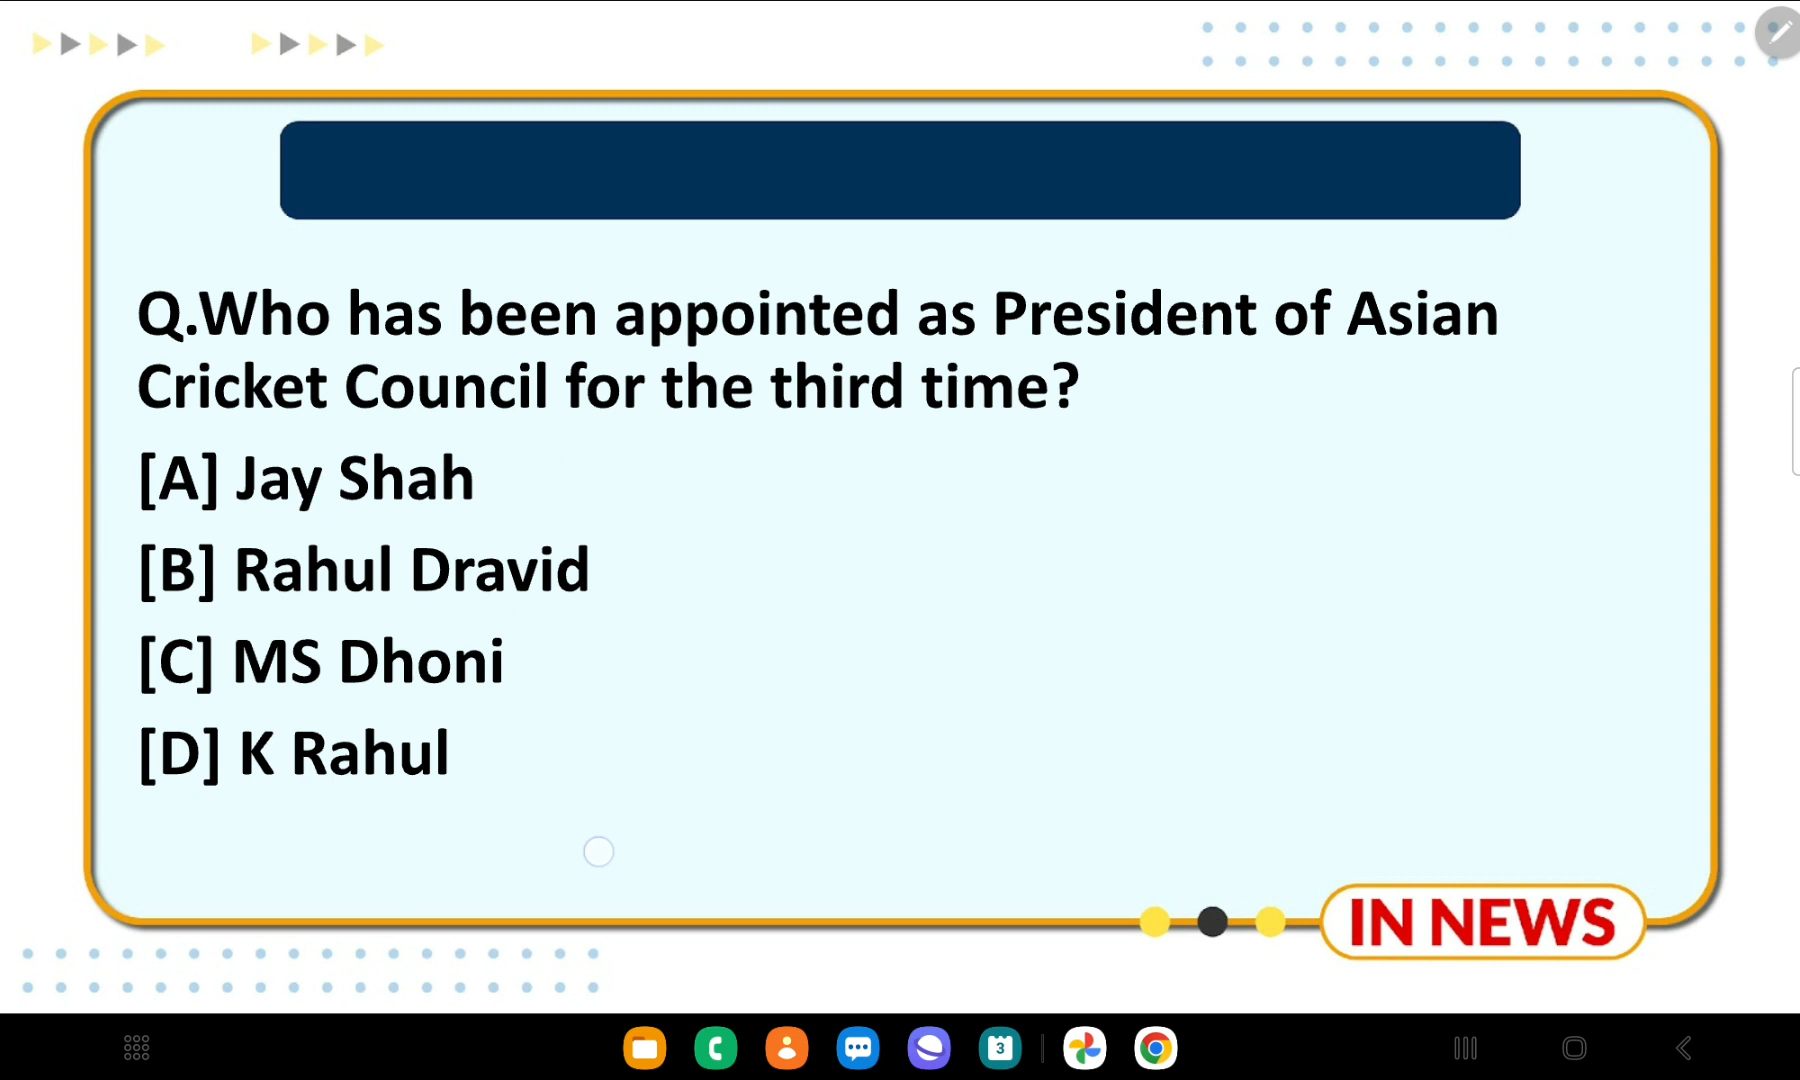 Q.Who has been appointed as President of Asian
Cricket Council for the third time?
[A] Jay Shah
[B] Rahul Dravid
[C] MS Dhoni
[D] K Rahul
IN NEWS
3